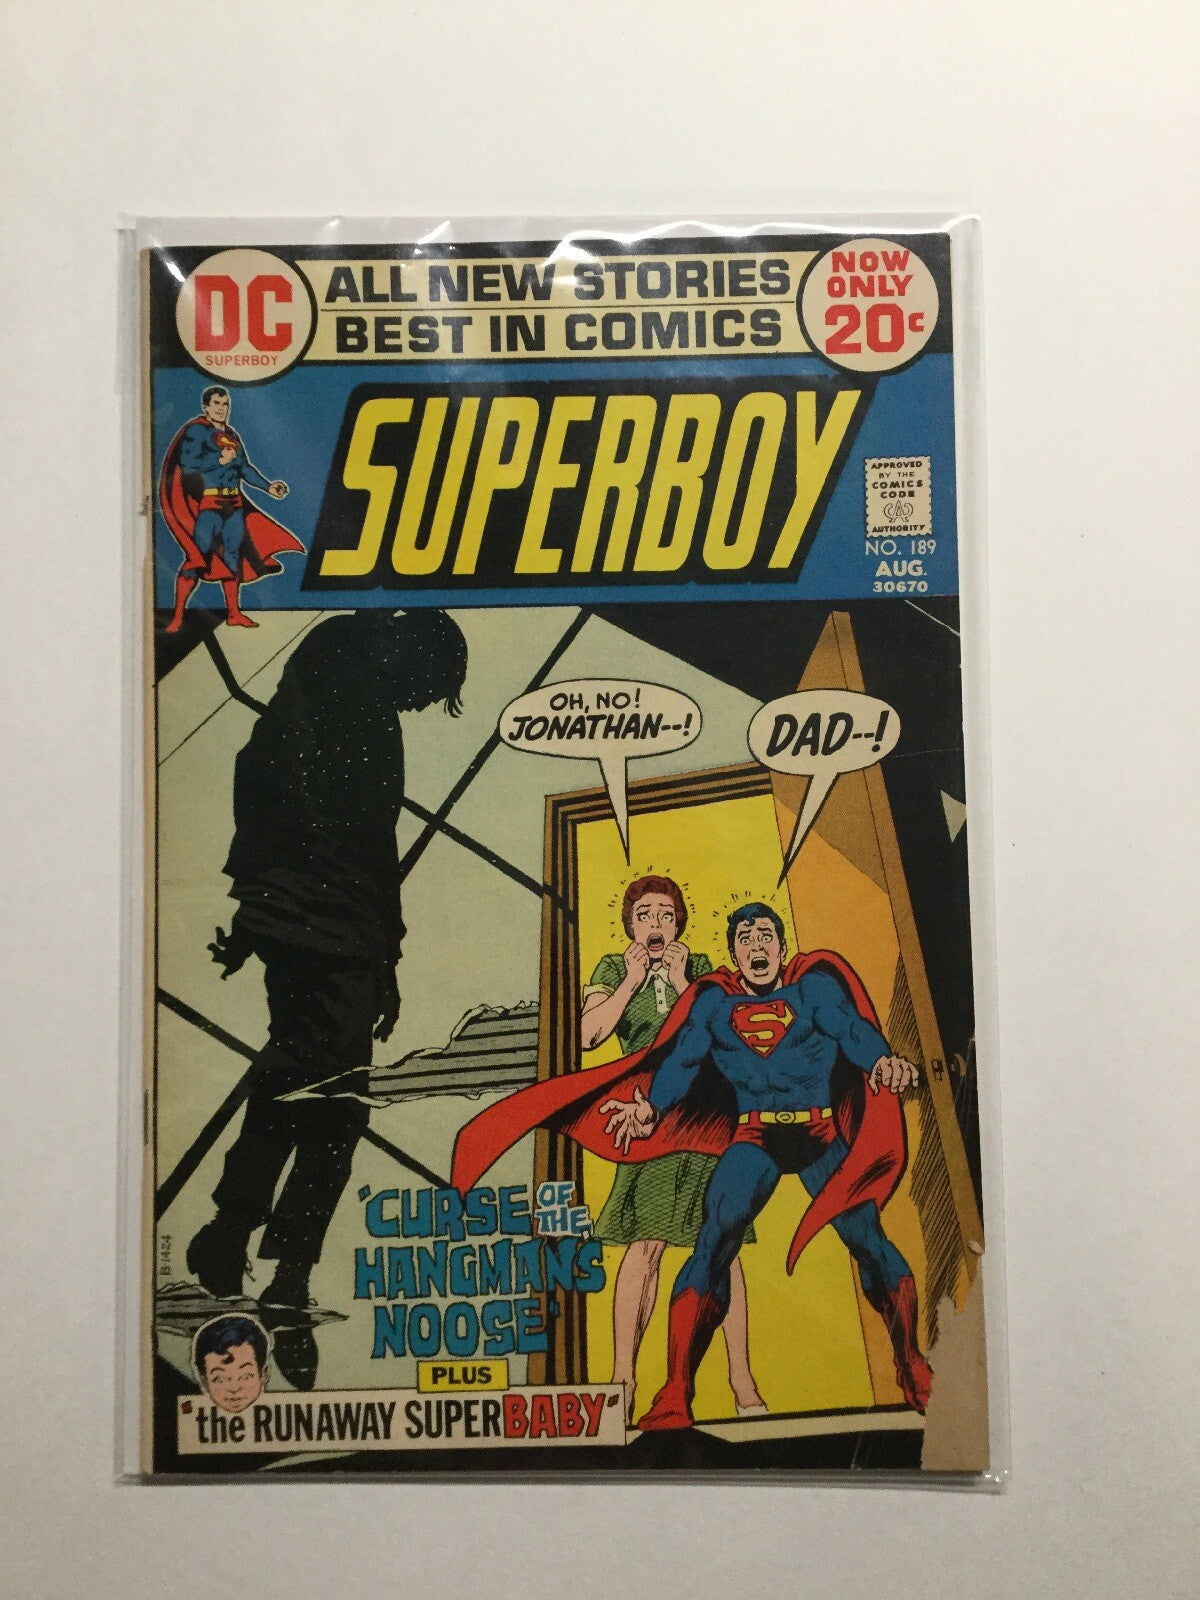 DC
SUPERBOY
ALL NEW STORIES
BEST IN COMICS
NOW
ONLY
20c
SUPERBOY
APPROVED
BY THE
COMICS
CODE
AUTHORITY
NO. 189
AUG.
30670
OH, NO!
JONATHAN--!
DAD--!
S
"CURSE OF THE
HANGMAN'S
NOOSE"
PLUS
"the RUNAWAY SUPERBABY"
B-1424